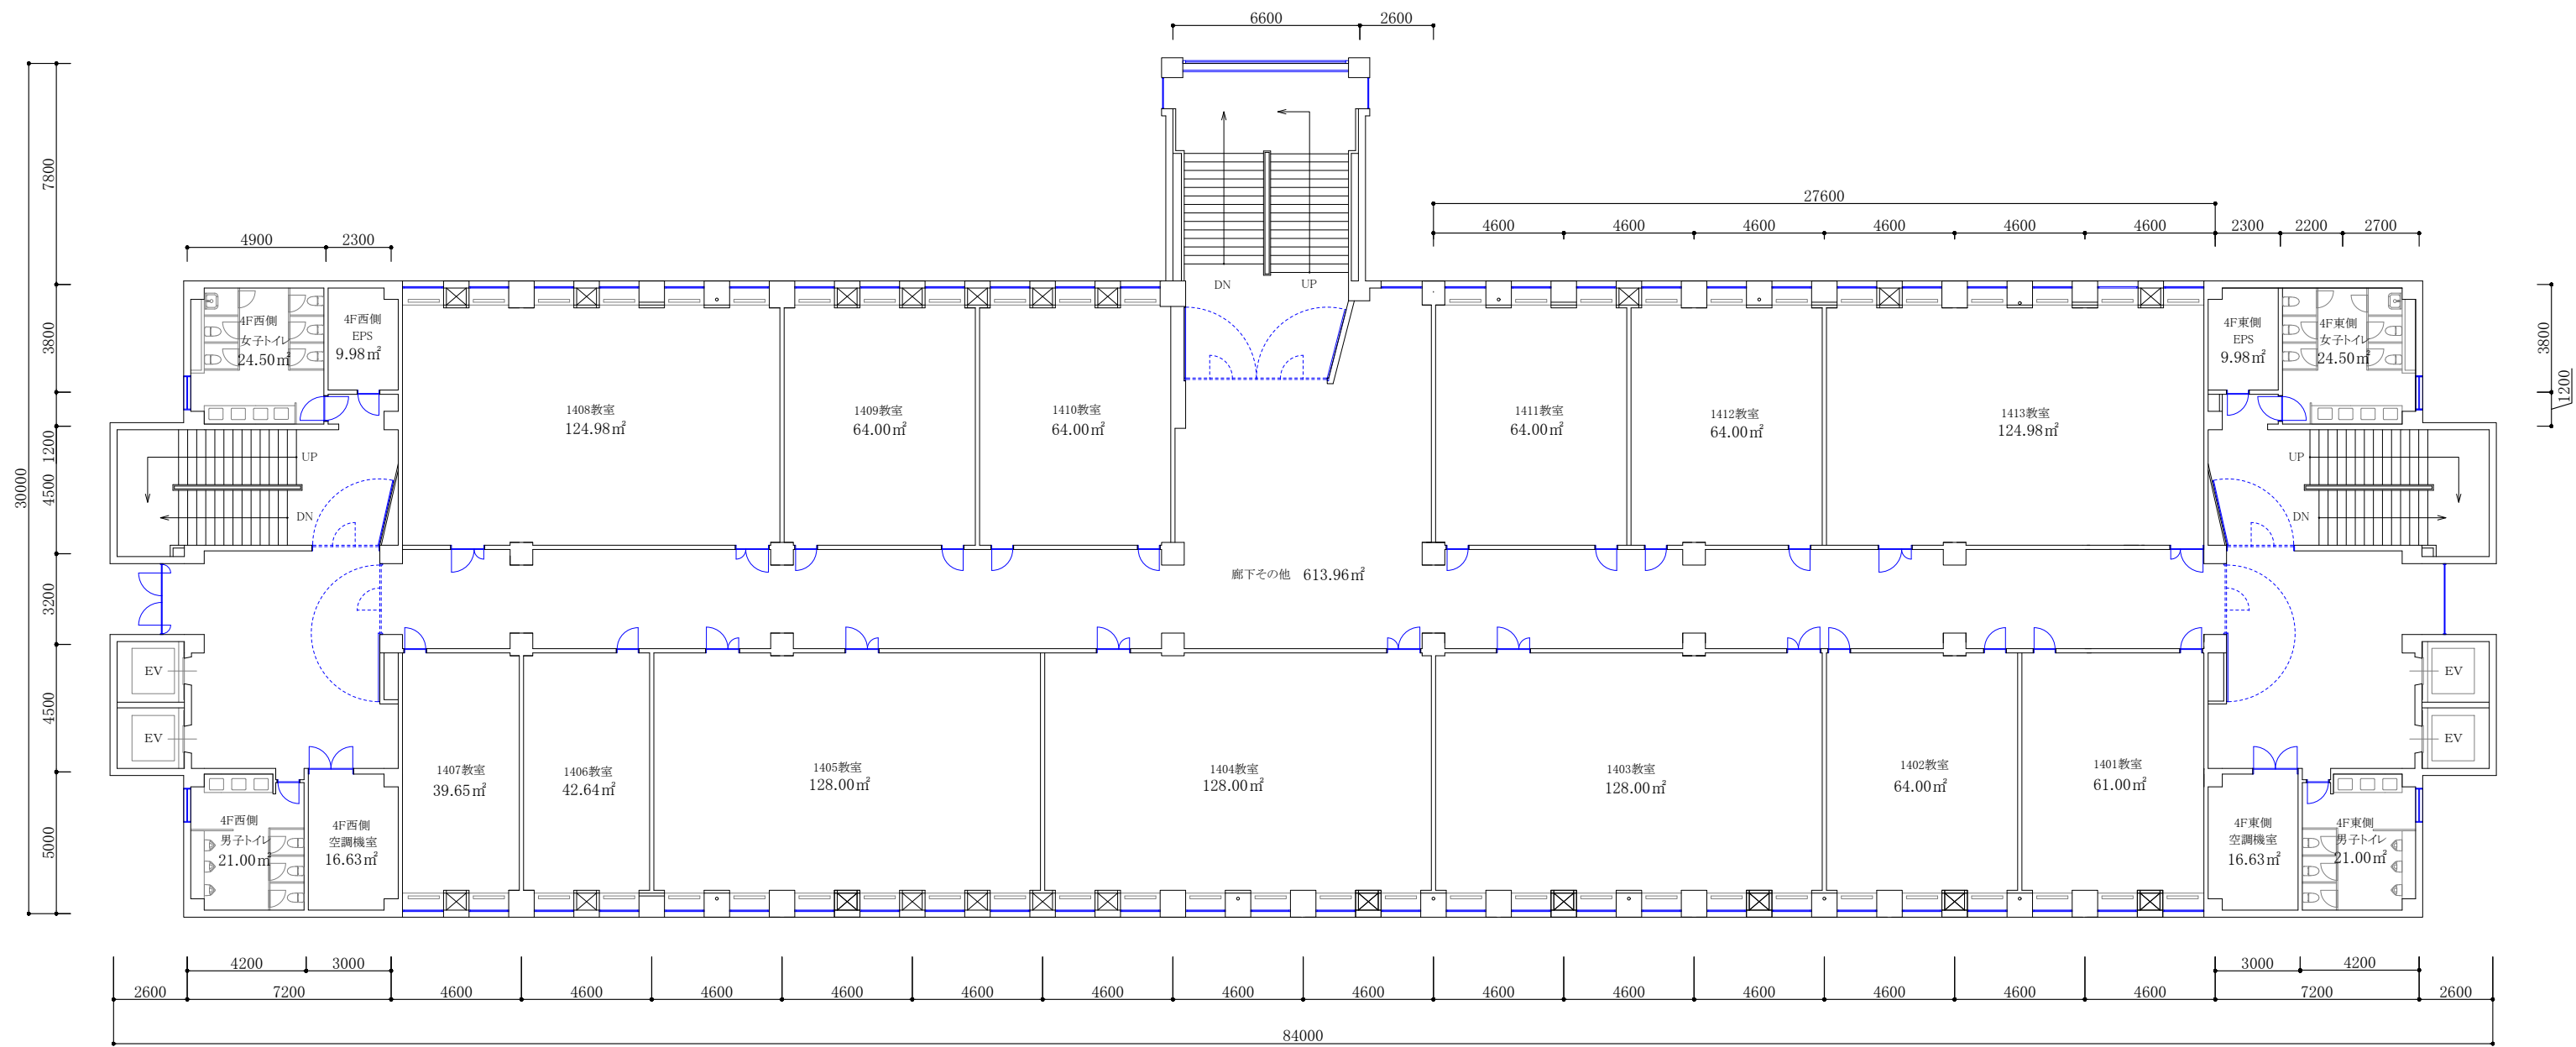 6600
2600
27600
4600
4600
4600
4600
4600
4600
2300
2200
2700
4900
2300
30000
7800
3800
1200
4500
3200
4500
5000
3800
1200
4F西側
女子トイレ
24.50㎡
4F西側
EPS
9.98㎡
UP
DN
1408教室
124.98㎡
1409教室
64.00㎡
1410教室
64.00㎡
DN
UP
1411教室
64.00㎡
1412教室
64.00㎡
1413教室
124.98㎡
4F東側
EPS
9.98㎡
4F東側
女子トイレ
24.50㎡
UP
DN
廊下その他 613.96㎡
EV
EV
4F西側
男子トイレ
21.00㎡
4F西側
空調機室
16.63㎡
1407教室
39.65㎡
1406教室
42.64㎡
1405教室
128.00㎡
1404教室
128.00㎡
1403教室
128.00㎡
1402教室
64.00㎡
1401教室
61.00㎡
EV
EV
4F東側
空調機室
16.63㎡
4F東側
男子トイレ
21.00㎡
4200
3000
3000
4200
2600
7200
4600
4600
4600
4600
4600
4600
4600
4600
4600
4600
4600
4600
4600
4600
7200
2600
84000